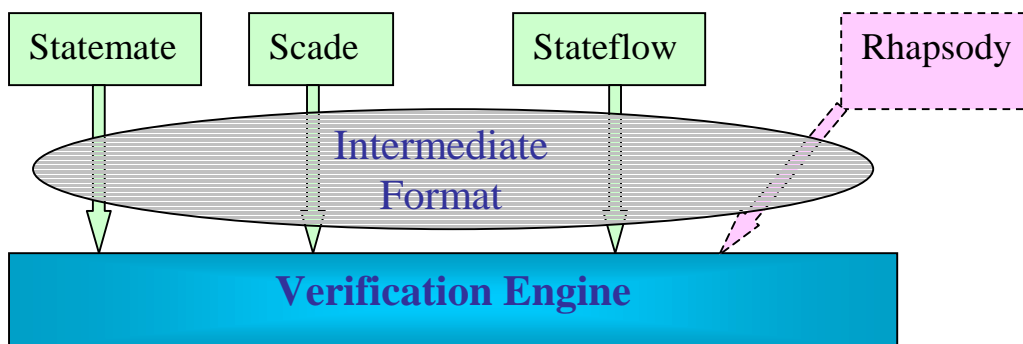 Statemate
Scade
Stateflow
Rhapsody
Intermediate
Format
Verification Engine